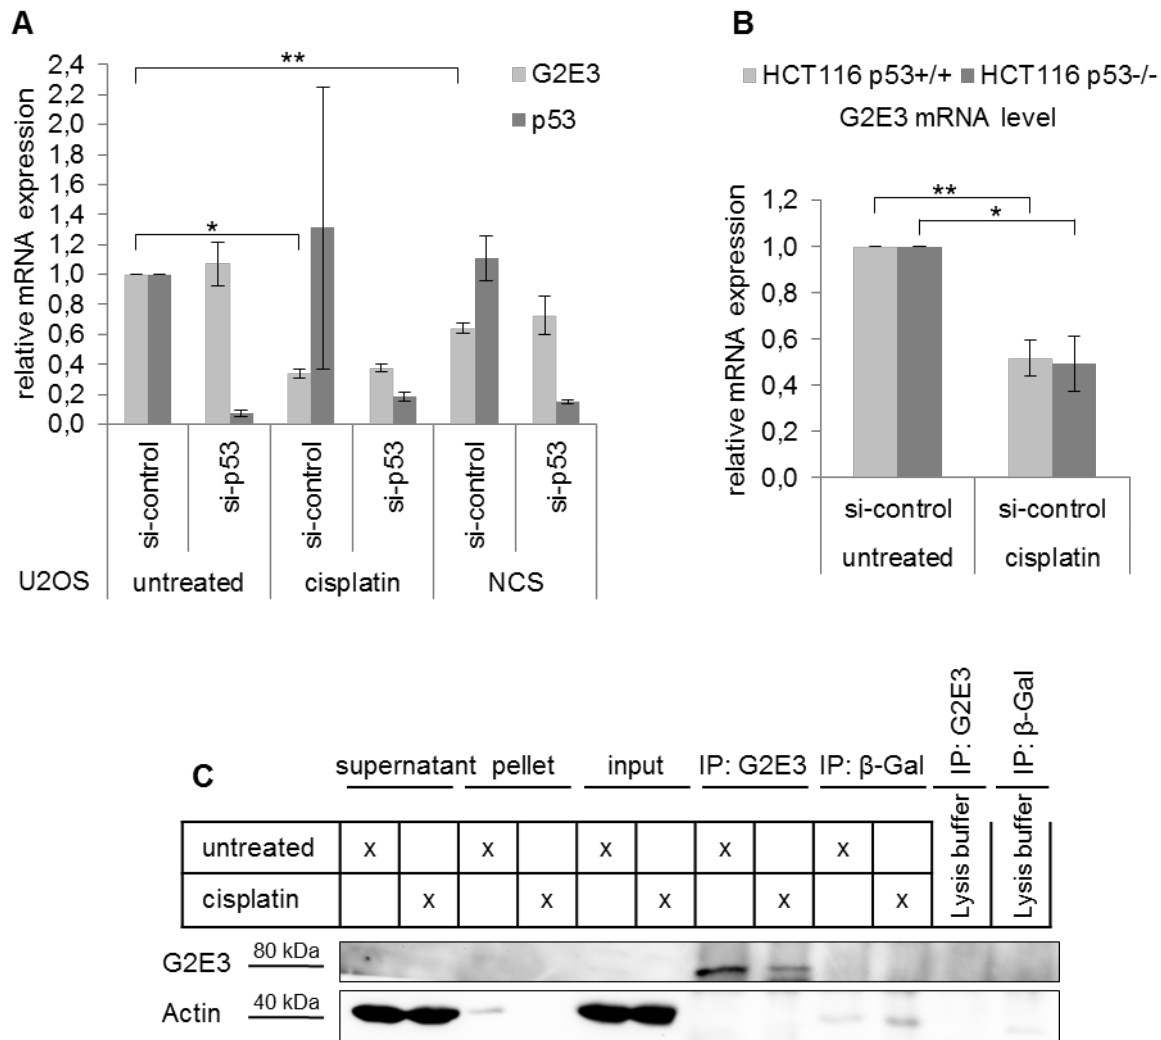 A
relative mRNA expression
2,4
2,2
2,0
1,8
1,6
1,4
1,2
1,0
0,8
0,6
0,4
0,2
0,0
**
*
G2E3
p53
si-control
si-p53
si-control
si-p53
si-control
si-p53
U2OS untreated cisplatin NCS
B
HCT116 p53+/+ HCT116 p53-/-
G2E3 mRNA level
relative mRNA expression
1,2
1,0
0,8
0,6
0,4
0,2
0,0
**
*
si-control si-control
untreated cisplatin
C
supernatant pellet input IP: G2E3 IP: β-Gal IP: G2E3 IP: β-Gal
untreated x x x x x
cisplatin x x x x x
Lysis buffer Lysis buffer
G2E3 80 kDa
Actin 40 kDa